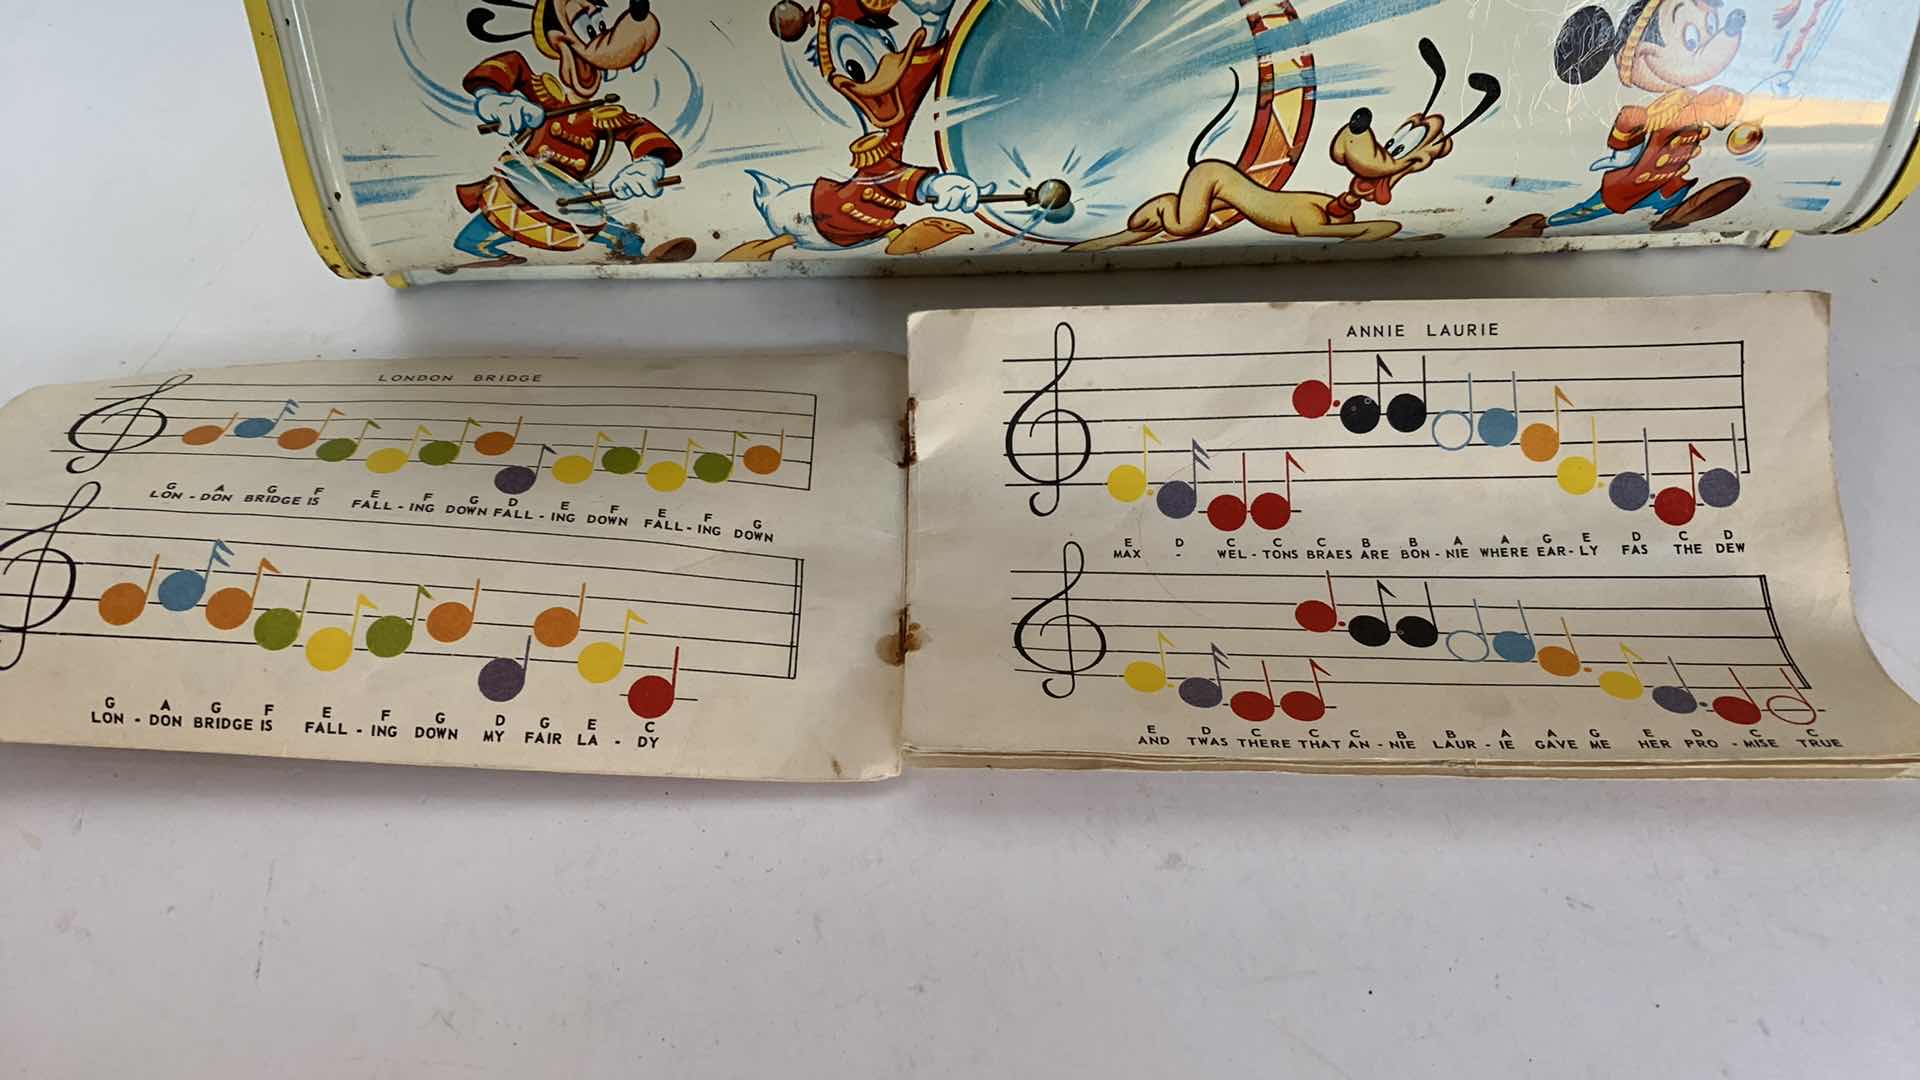 LONDON BRIDGE
G A G F E F G D E F E F G
LON - DON BRIDGE IS FALL - ING DOWN FALL - ING DOWN FALL - ING DOWN
G A G F E F G D G E C
LON - DON BRIDGE IS FALL - ING DOWN MY FAIR LA - DY
ANNIE LAURIE
E D C C C B B A A G E D C D
MAX - WEL - TONS BRAES ARE BON - NIE WHERE EAR - LY FAS THE DEW
E D C C C B B A A G E D C C
AND TWAS THERE THAT AN - NIE LAUR - IE GAVE ME HER PRO - MISE TRUE